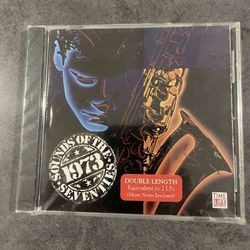 SOUNDS OF THE
1973
SEVENTIES
DOUBLE LENGTH
Equivalent to 2 LPs
(Music Notes Enclosed)
TIME
LIFE